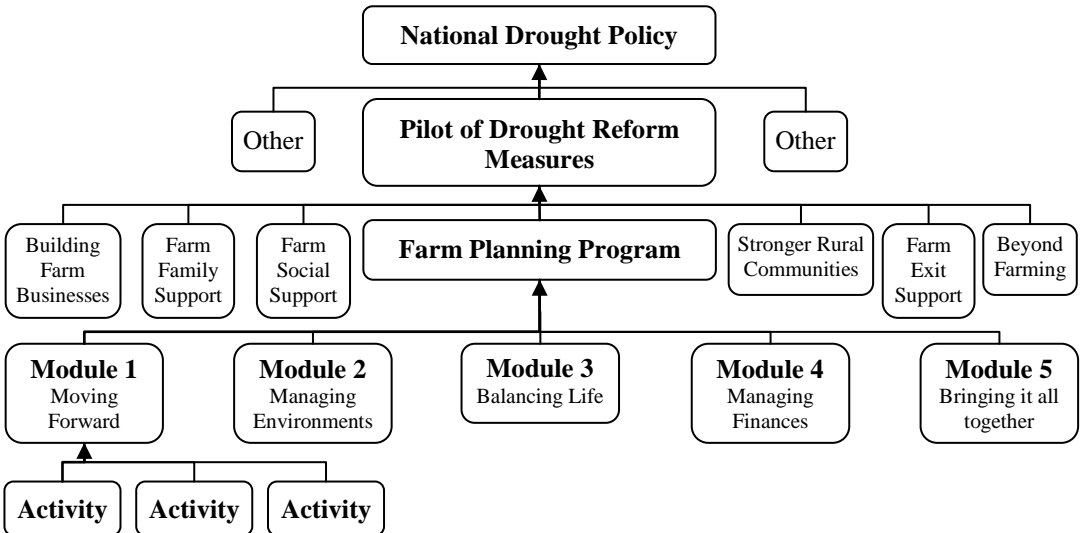 National Drought Policy
Other
Pilot of Drought Reform
Measures
Other
Building
Farm
Businesses
Farm
Family
Support
Farm
Social
Support
Farm Planning Program
Stronger Rural
Communities
Farm
Exit
Support
Beyond
Farming
Module 1
Moving
Forward
Module 2
Managing
Environments
Module 3
Balancing Life
Module 4
Managing
Finances
Module 5
Bringing it all
together
Activity
Activity
Activity